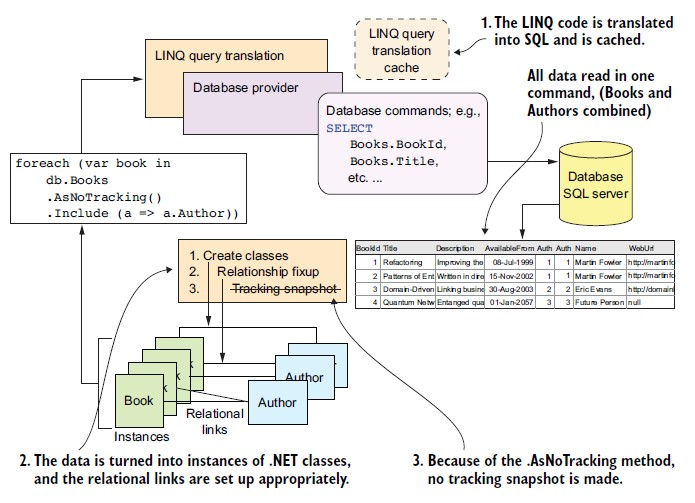 1. The LINQ code is translated
into SQL and is cached.
LINQ query
translation
cache
LINQ query translation
Database provider
Database commands; e.g.,
SELECT
Books.BookId,
Books.Title,
etc. ...
All data read in one
command, (Books and
Authors combined)
Database
SQL server
foreach (var book in
db.Books
.AsNoTracking()
.Include (a => a.Author))
BookId Title Description AvailableFrom Auth Auth Name WebUrl
1 Refactoring Improving the 08-Jul-1999 1 1 Martin Fowler http://martinfo
2 Patterns of Ent Written in dire 15-Nov-2002 1 1 Martin Fowler http://martinfo
3 Domain-Driven Linking busine 30-Aug-2003 2 2 Eric Evans http://domainl
4 Quantum Netw Entangled qua 01-Jan-2057 3 3 Future Person null
1. Create classes
2. Relationship fixup
3. Tracking snapshot
k
k
Book
Author
Author
Relational
links
Instances
2. The data is turned into instances of .NET classes,
and the relational links are set up appropriately.
3. Because of the .AsNoTracking method,
no tracking snapshot is made.